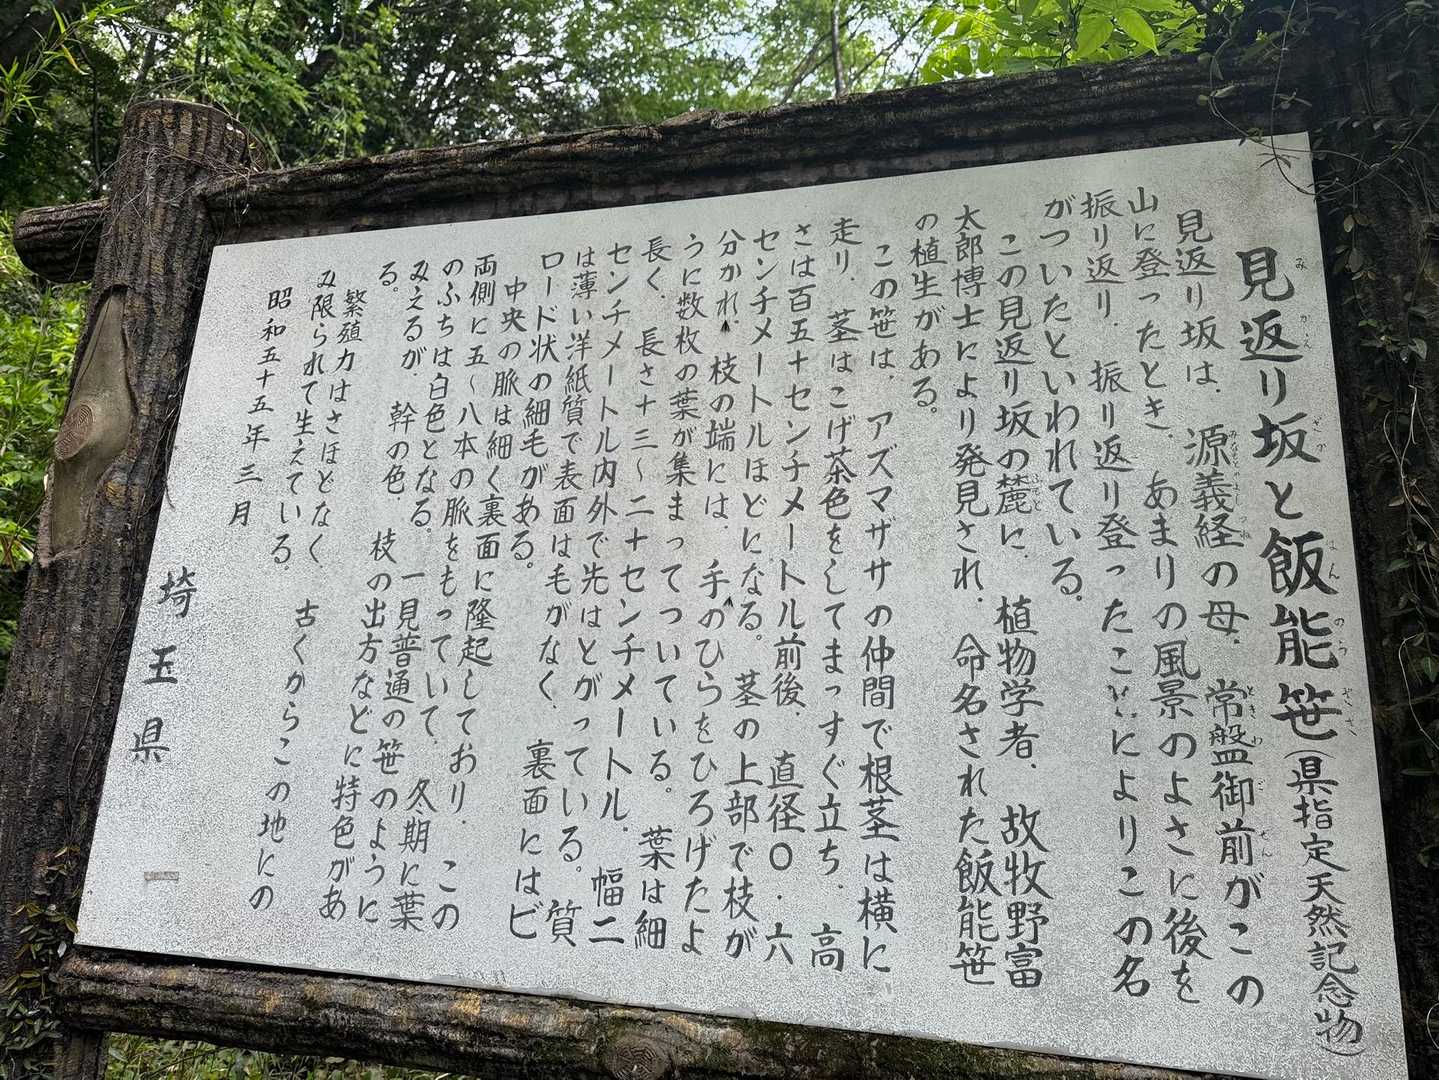 見返り坂と飯能笹(県指定天然記念物)
見返り坂は、源義経の母、常盤御前がこの
山に登ったとき、あまりの風景のよさに後を
振り返り、振り返り登ったことによりこの名
がついたといわれている。
この見返り坂の麓に、植物学者、故牧野富
太郎博士により発見され、命名された飯能笹
の植生がある。
この笹は、アズマザサの仲間で根茎は横に
走り、茎はこげ茶色をしてまっすぐ立ち、高
さは百五十センチメートル前後、直径〇・六
センチメートルほどになる。茎の上部で枝が
分かれ、枝の端には、手のひらをひろげたよ
うに数枚の葉が集まってついている。葉は細
長く、長さ十三〜二十センチメートル、幅二
センチメートル内外で先はとがっている。質
は薄い洋紙質で表面は毛がなく、裏面にはビ
ロード状の細毛がある。
中央の脈は細く裏面に隆起しており、この
両側に五〜八本の脈をもっていて、冬期に葉
のふちは白色となる。一見普通の笹のように
みえるが 幹の色 枝の出方などに特色があ
る。
繁殖力はさほどなく、古くからこの地にの
み限られて生えている
昭和五十五年三月
埼玉県